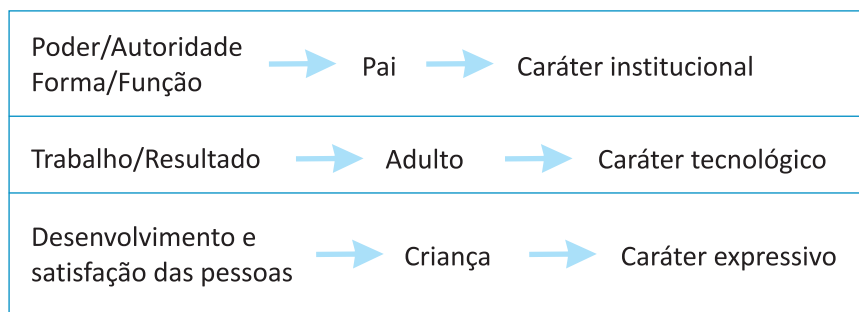 Poder/Autoridade
Forma/Função
Pai
Caráter institucional
Trabalho/Resultado
Adulto
Caráter tecnológico
Desenvolvimento e
satisfação das pessoas
Criança
Caráter expressivo